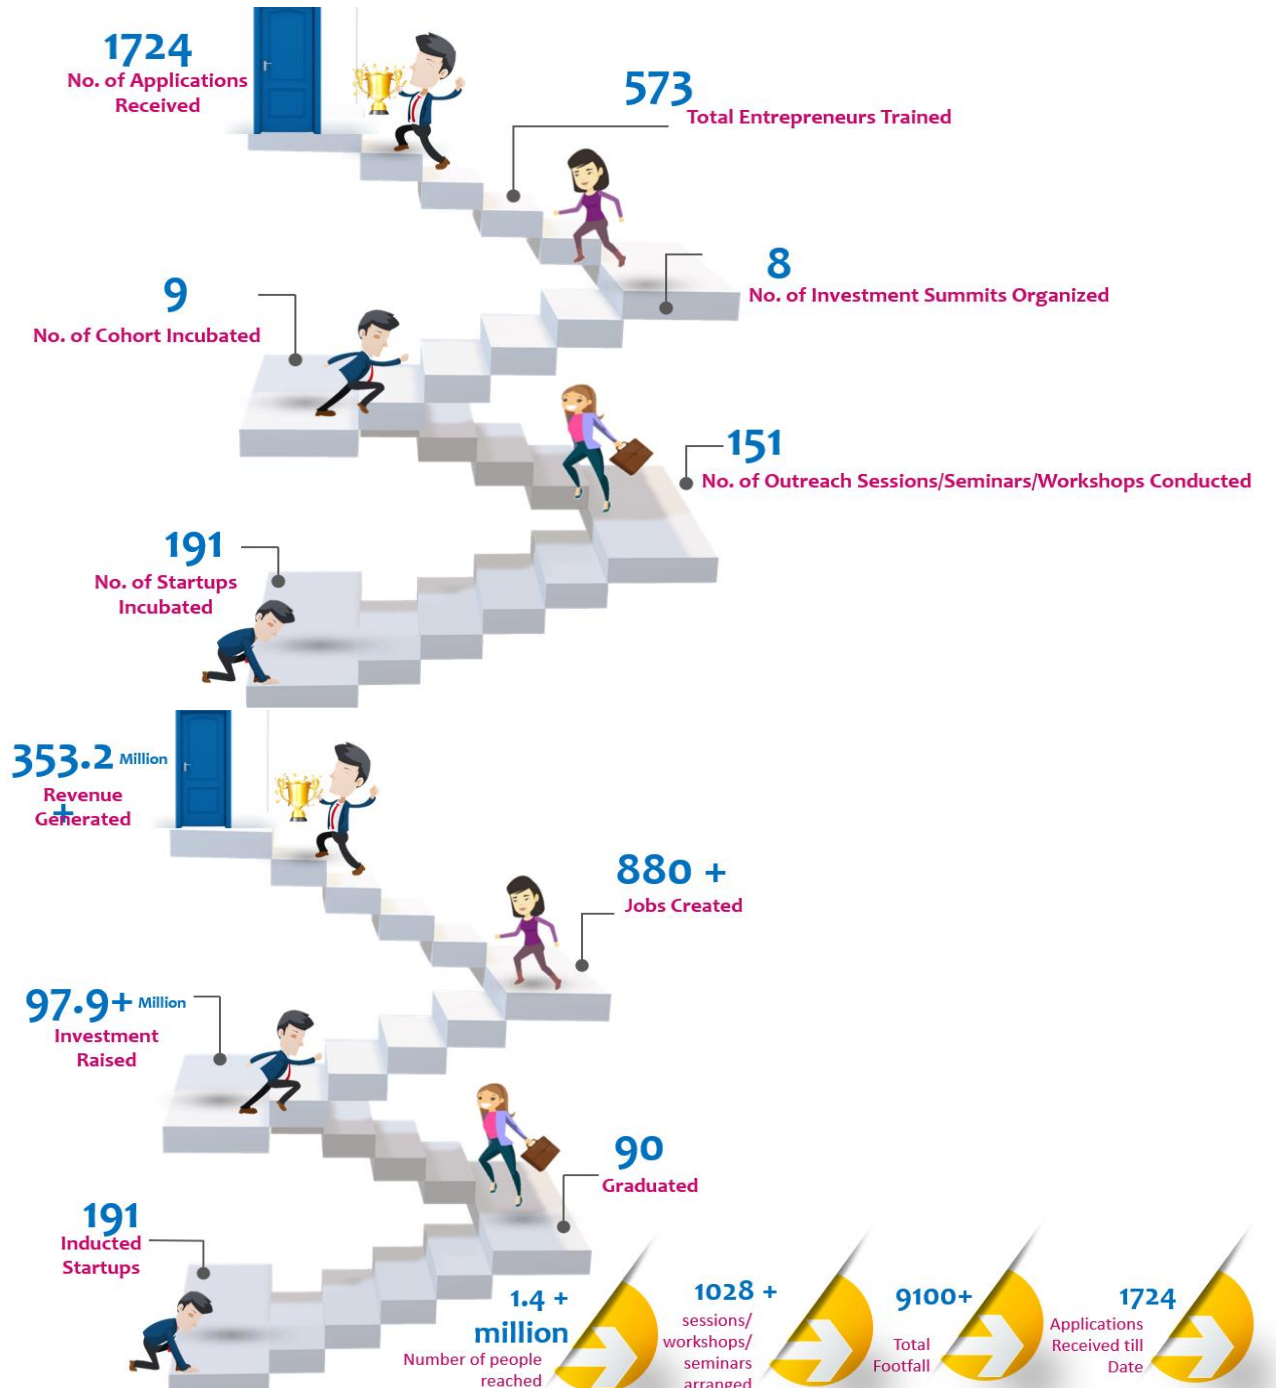 1724
No. of Applications
Received
573
Total Entrepreneurs Trained
8
No. of Investment Summits Organized
9
No. of Cohort Incubated
151
No. of Outreach Sessions/Seminars/Workshops Conducted
191
No. of Startups
Incubated
353.2 Million
+
Revenue
Generated
880 +
Jobs Created
97.9+ Million
Investment
Raised
90
Graduated
191
Inducted
Startups
1.4 +
million
Number of people
reached
1028 +
sessions/
workshops/
seminars
arranged
9100+
Total
Footfall
1724
Applications
Received till
Date